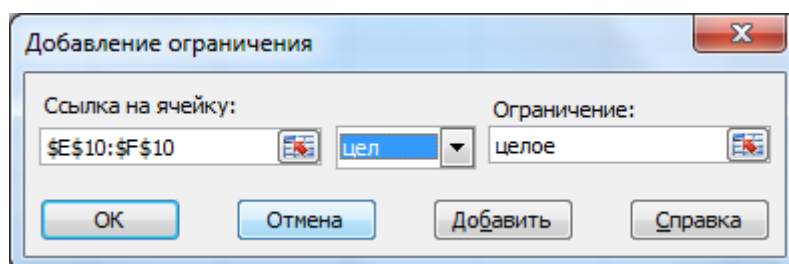 Добавление ограничения
Ссылка на ячейку: Ограничение:
$E$10:$F$10 цел целое
ОК Отмена Добавить Справка